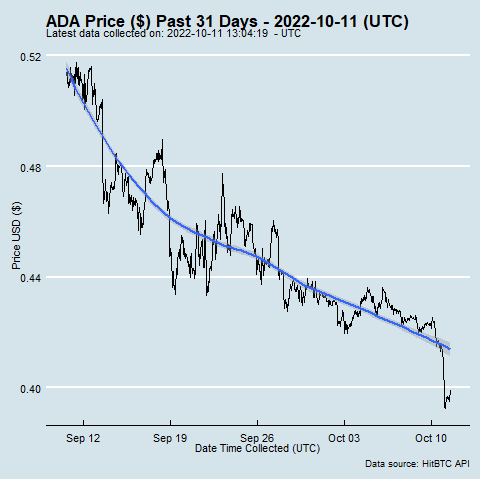 ADA Price ($) Past 31 Days - 2022-10-11 (UTC)
Latest data collected on: 2022-10-11 13:04:19 - UTC
0.52
0.48
0.44
0.40
Price USD ($)
Sep 12 Sep 19 Sep 26 Oct 03 Oct 10
Date Time Collected (UTC)
Data source: HitBTC API